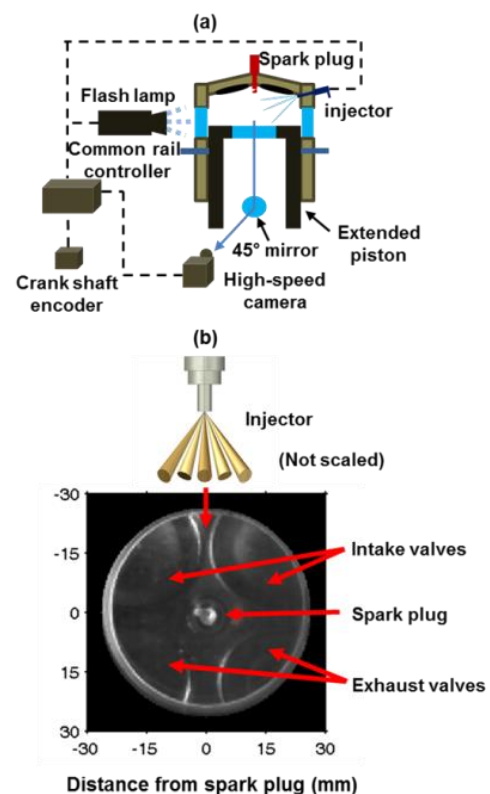 (a)
Spark plug
Flash lamp
injector
Common rail
controller
Extended
piston
45° mirror
Crank shaft
encoder
High-speed
camera
(b)
Injector
(Not scaled)
-30
-15
0
15
30
Intake valves
Spark plug
Exhaust valves
-30 -15 0 15 30
Distance from spark plug (mm)